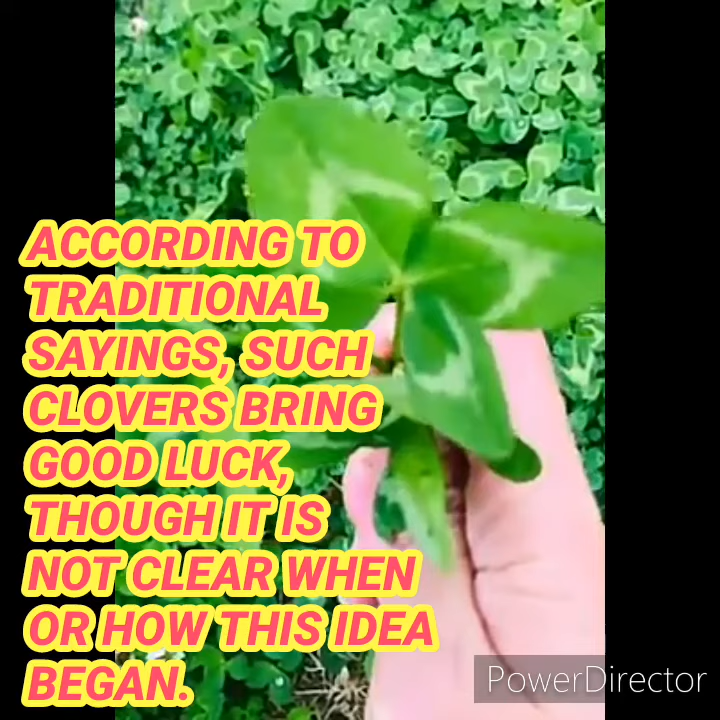 ACCORDING TO
TRADITIONAL
SAYINGS, SUCH
CLOVERS BRING
GOOD LUCK,
THOUGH IT IS
NOT CLEAR WHEN
OR HOW THIS IDEA
BEGAN.
PowerDirector